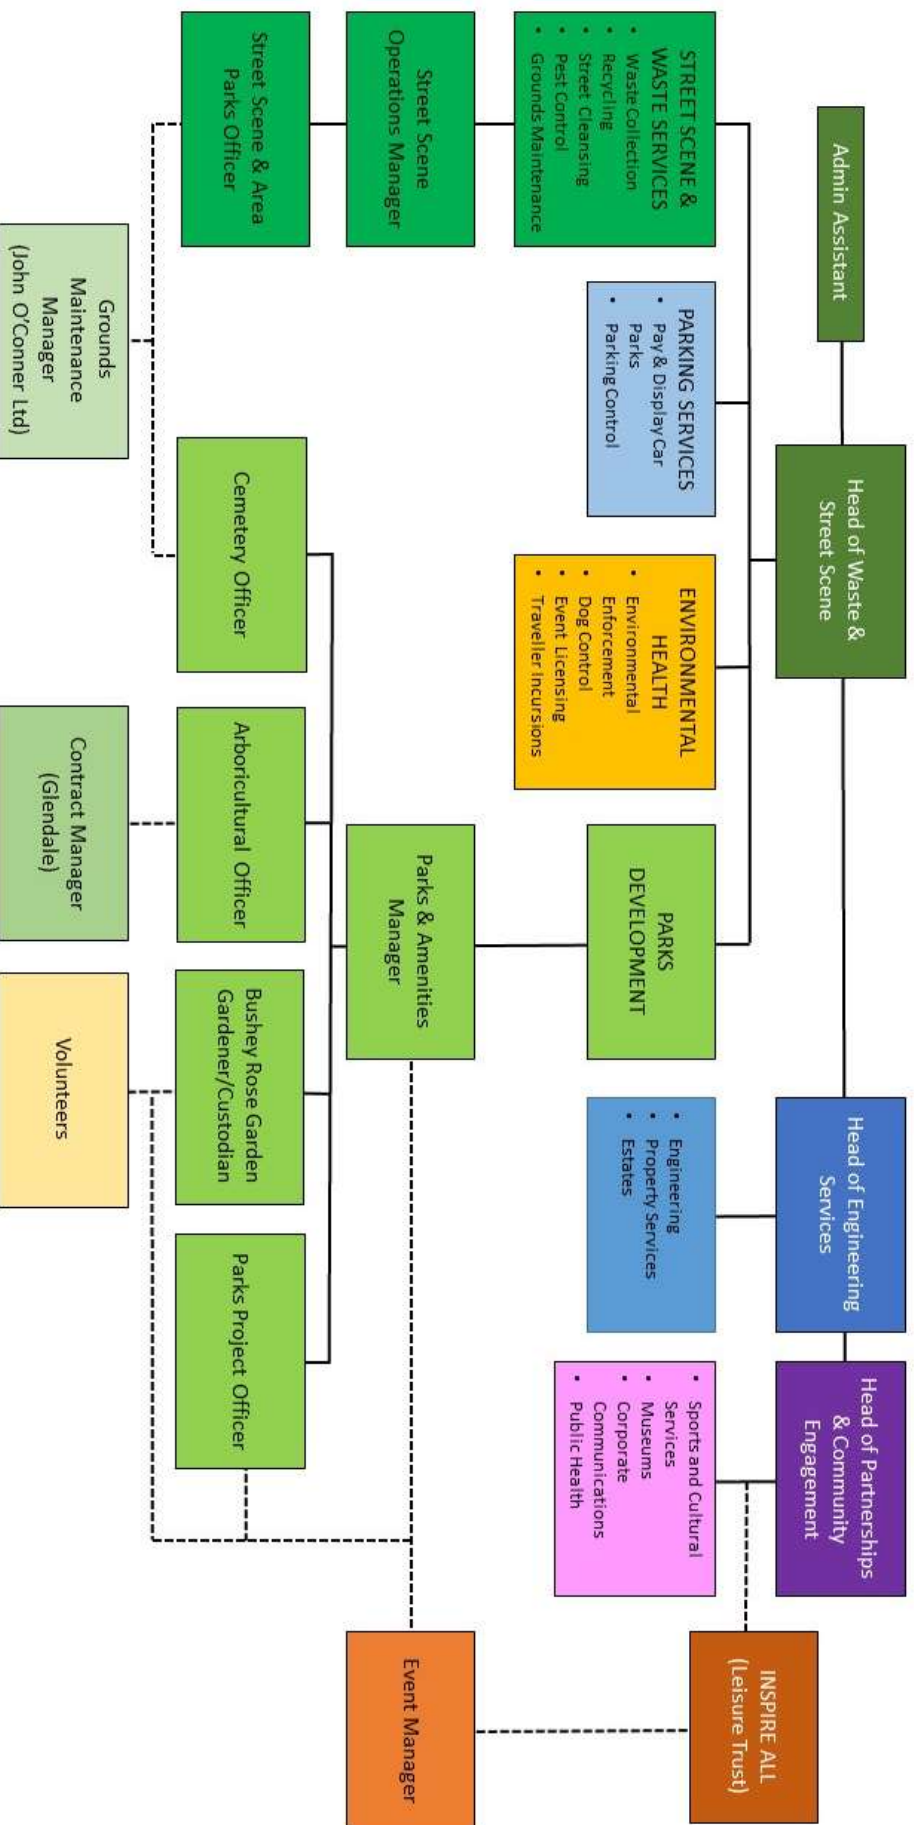 Admin Assistant
Head of Waste &
Street Scene
Head of Engineering
Services
Head of Partnerships
& Community
Engagement
INSPIRE ALL
(Leisure Trust)
STREET SCENE &
WASTE SERVICES
• Waste Collection
• Recycling
• Street Cleansing
• Pest Control
• Grounds Maintenance
PARKING SERVICES
• Pay & Display Car
Parks
• Parking Control
ENVIRONMENTAL
HEALTH
• Environmental
Enforcement
• Dog Control
• Event Licensing
• Traveller Incursions
PARKS
DEVELOPMENT
• Engineering
• Property Services
• Estates
• Sports and Cultural
Services
• Museums
• Corporate
Communications
• Public Health
Street Scene
Operations Manager
Parks & Amenities
Manager
Event Manager
Street Scene & Area
Parks Officer
Cemetery Officer
Arboricultural Officer
Bushey Rose Garden
Gardener/Custodian
Parks Project Officer
Grounds
Maintenance
Manager
(John O'Conner Ltd)
Contract Manager
(Glendale)
Volunteers